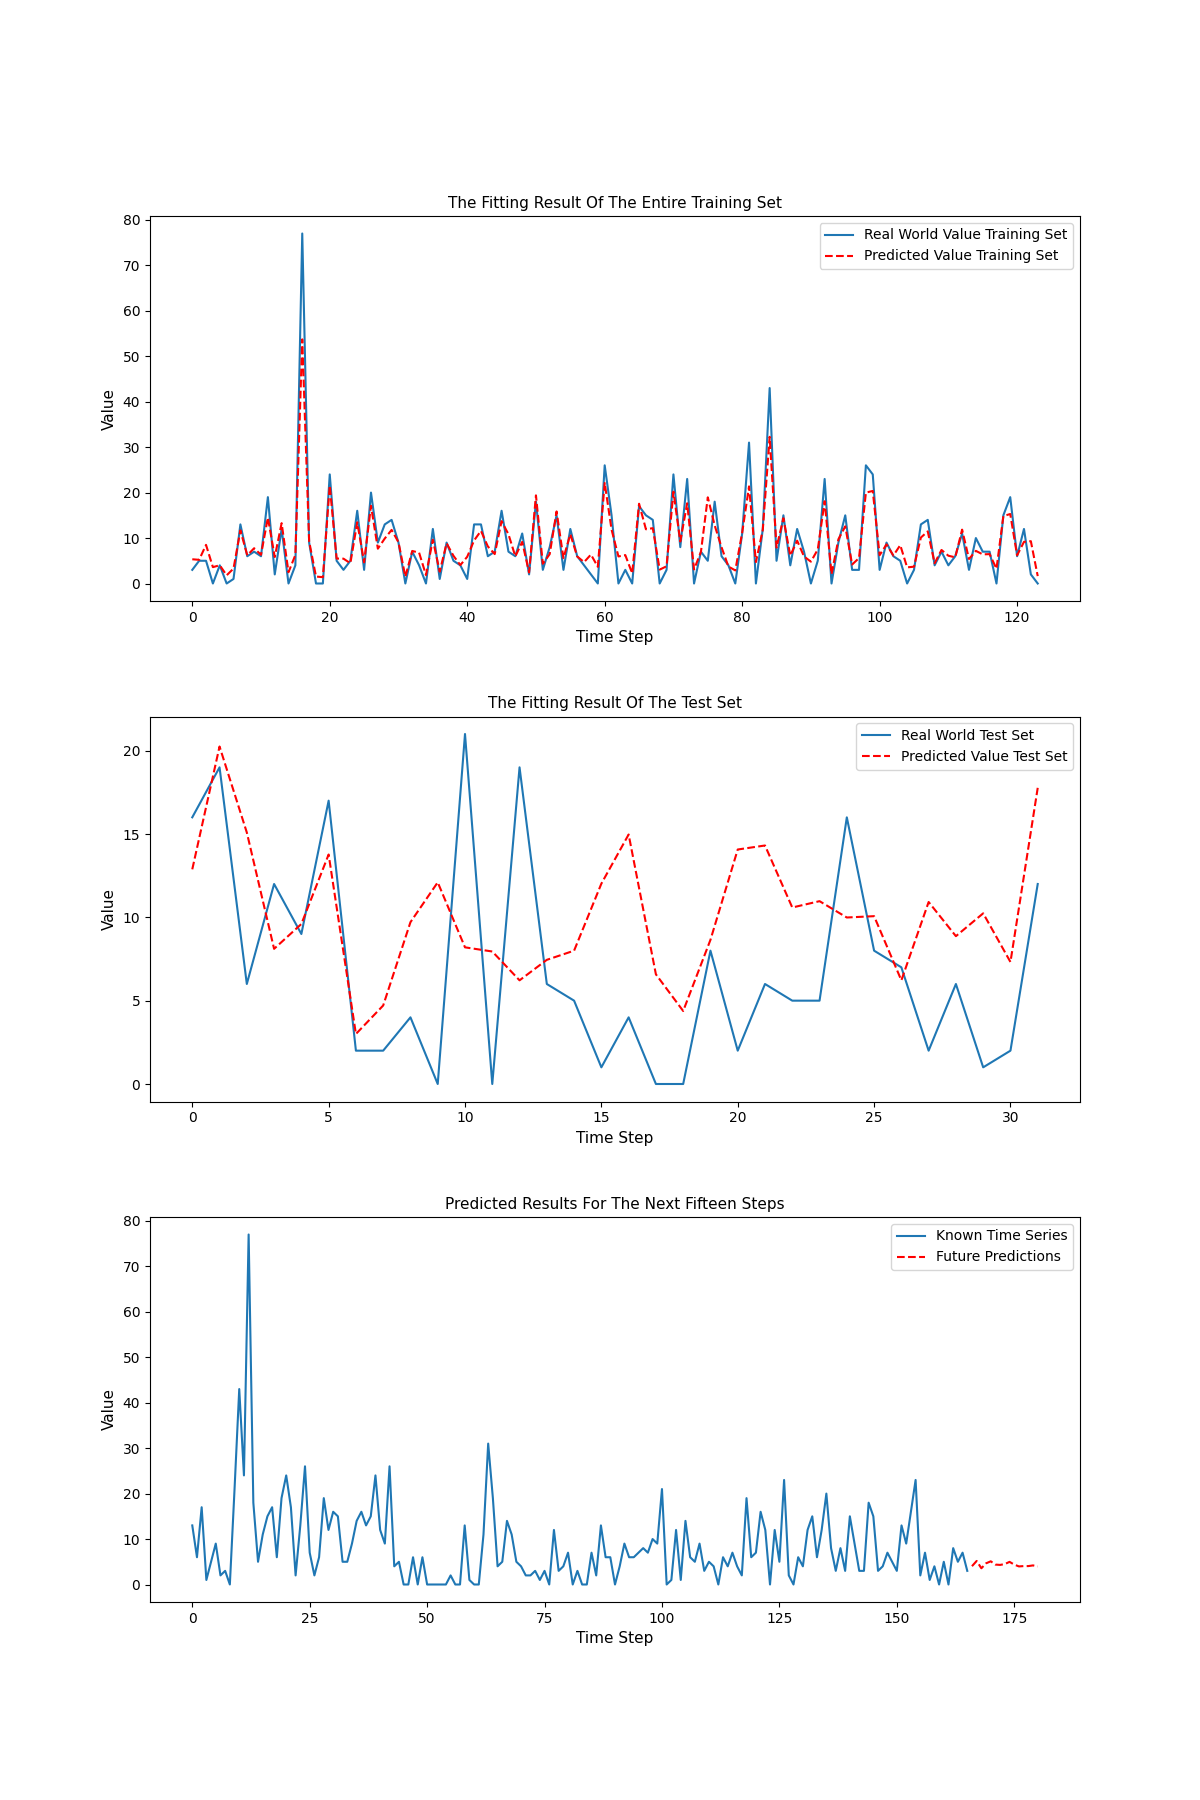 The Fitting Result Of The Entire Training Set
80
70
60
50
40
30
20
10
0
Value
Real World Value Training Set
Predicted Value Training Set
0 20 40 60 80 100 120
Time Step
The Fitting Result Of The Test Set
20
15
10
5
0
Value
Real World Test Set
Predicted Value Test Set
0 5 10 15 20 25 30
Time Step
Predicted Results For The Next Fifteen Steps
80
70
60
50
40
30
20
10
0
Value
Known Time Series
Future Predictions
0 25 50 75 100 125 150 175
Time Step